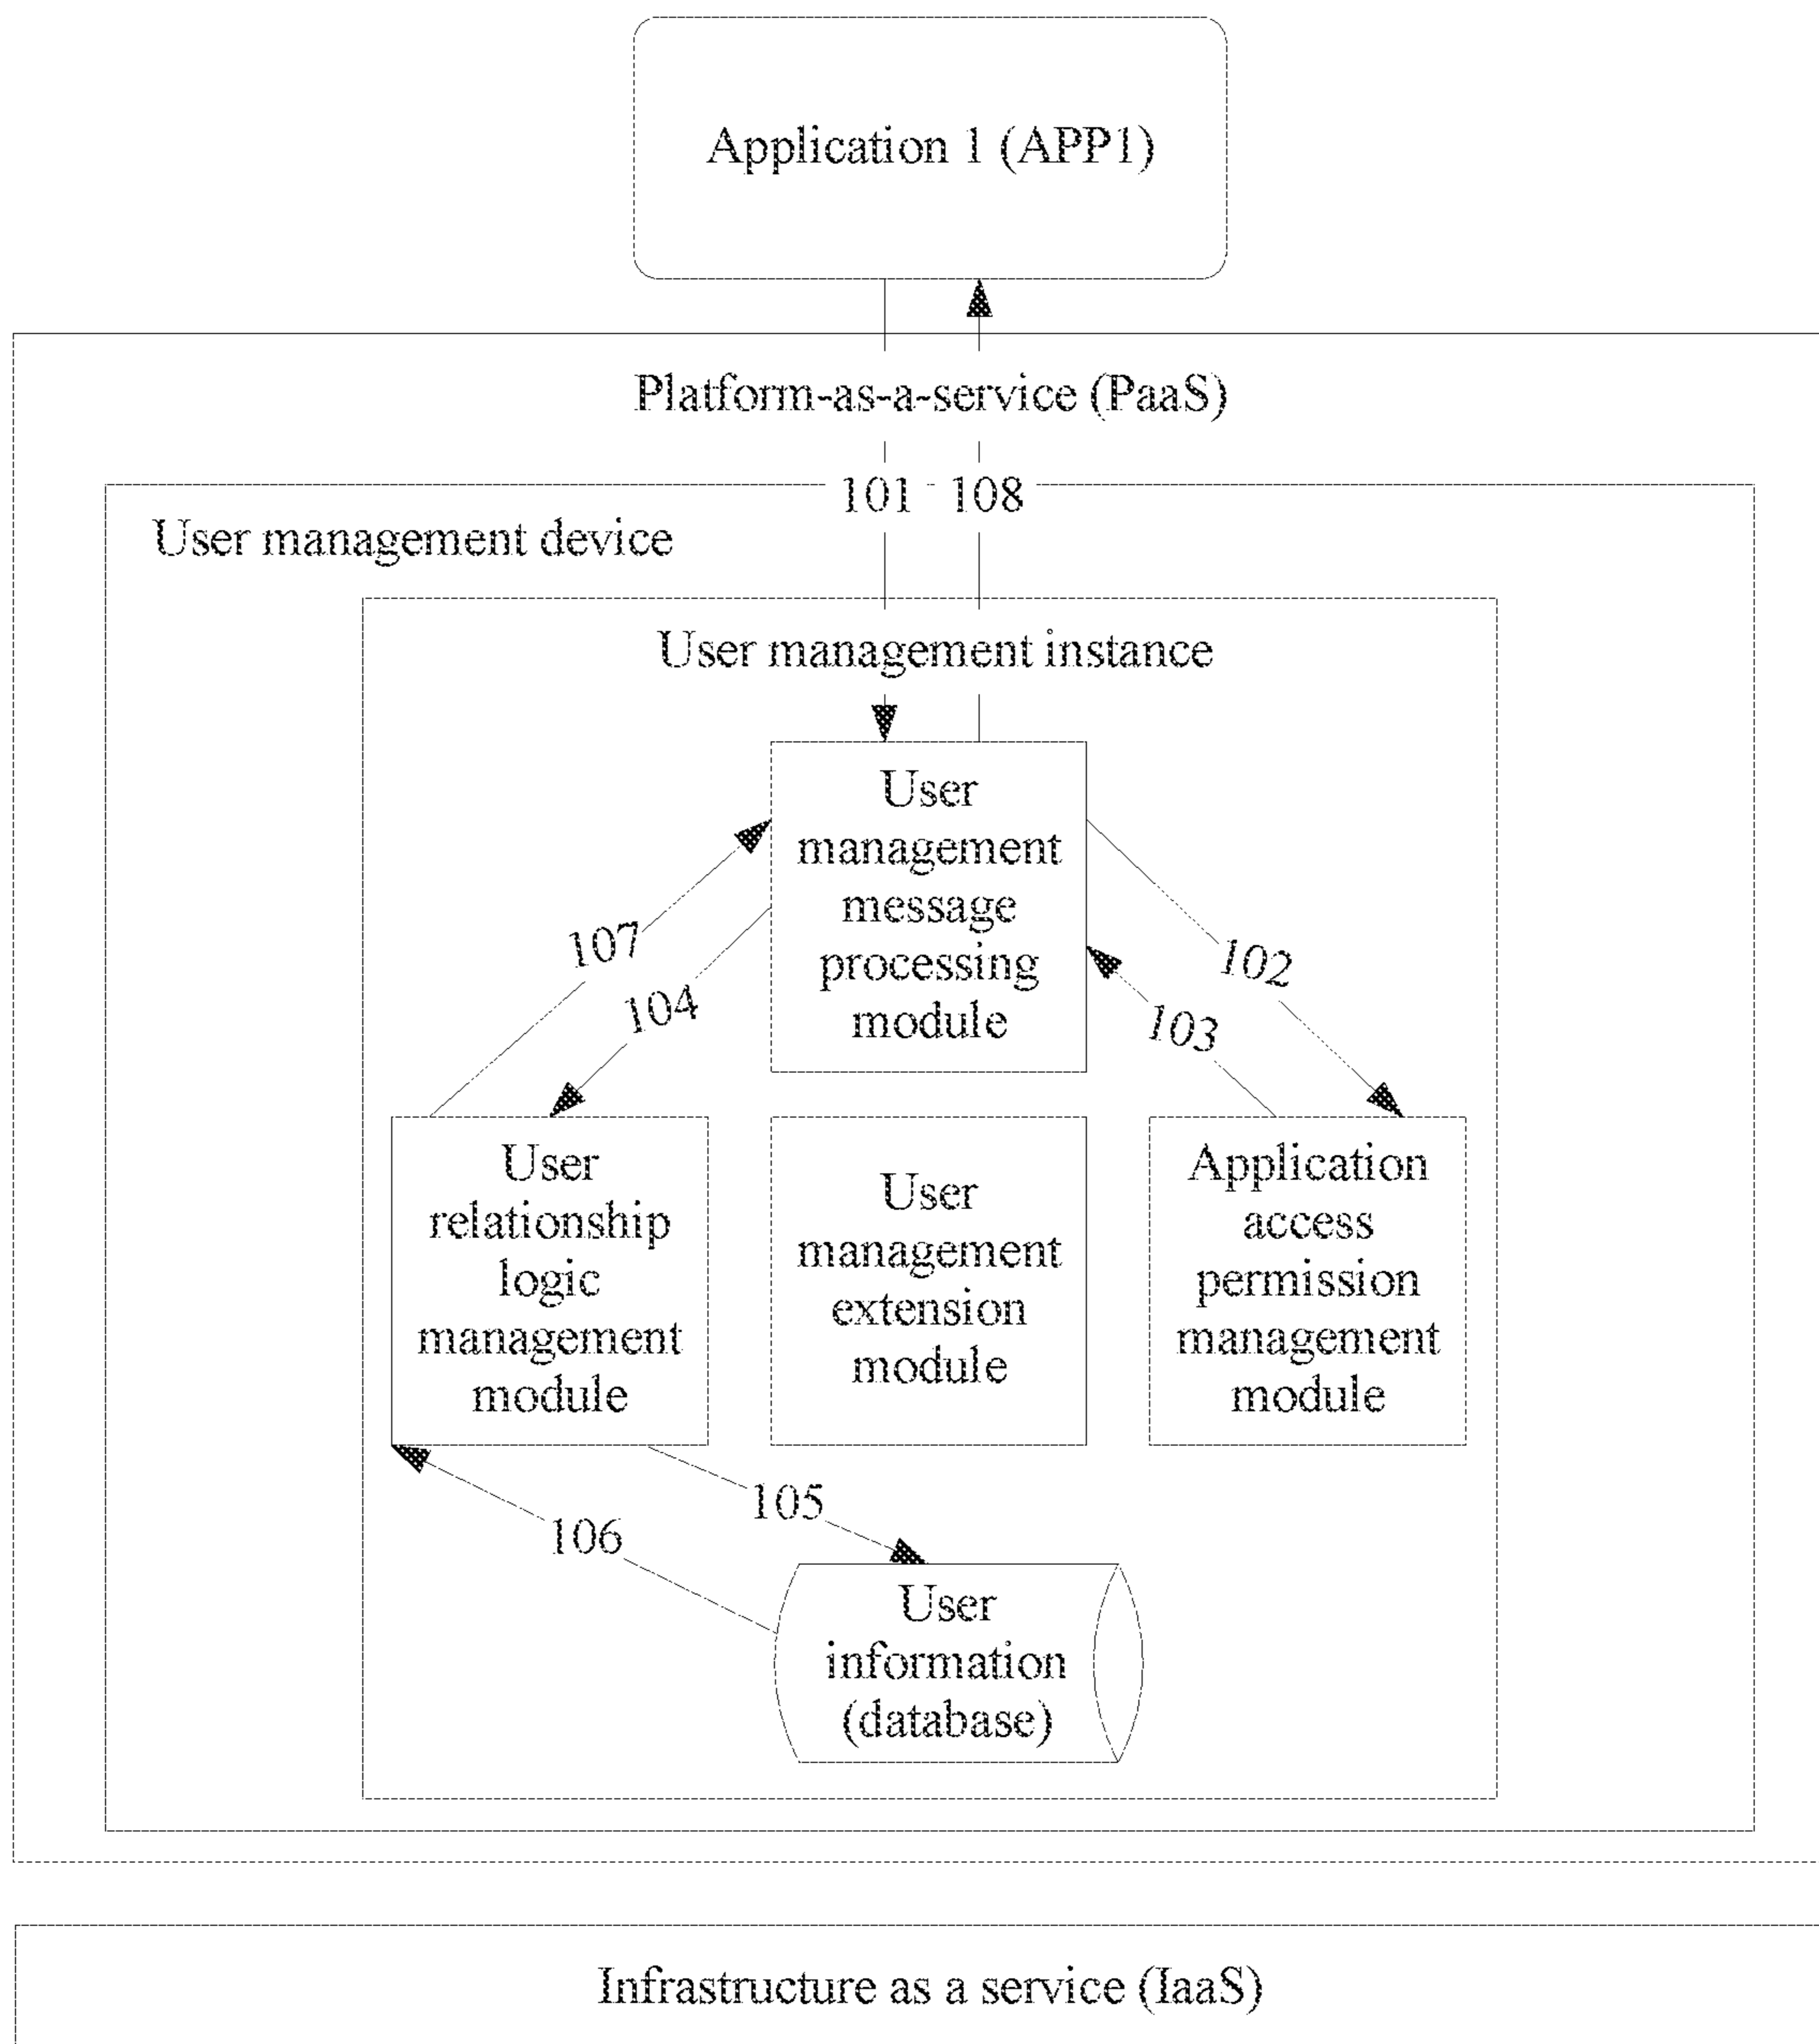 Application 1 (APP1)
Platform-as-a-service (PaaS)
101 108
User management device
User management instance
User
management
message
processing
module
107
104
102
103
User
relationship
logic
management
module
User
management
extension
module
Application
access
permission
management
module
105
106
User
information
(database)
Infrastructure as a service (IaaS)